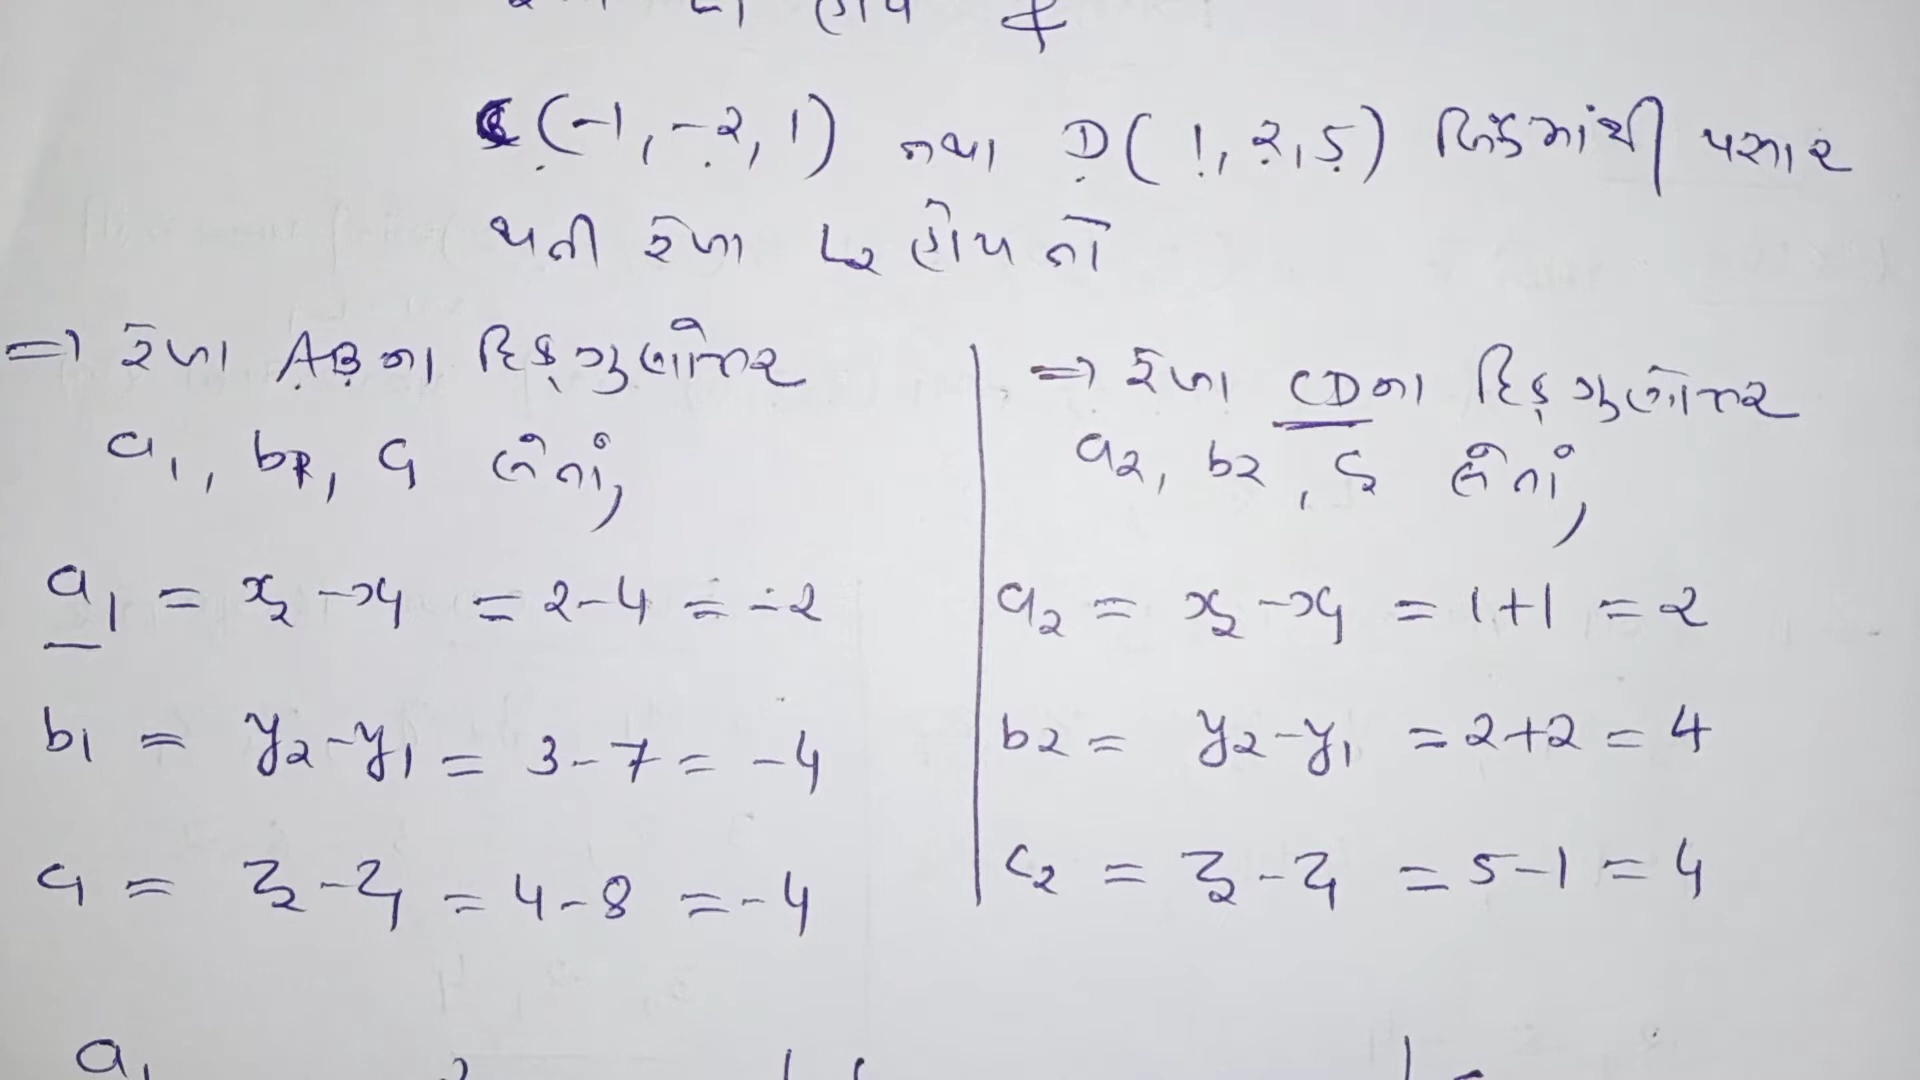 C(-1, -2, 1) તથા D(1, 2, 5) બિંદુમાંથી પસાર
થતી રેખા L2 હોય તો
=> રેખા ABના દિક્ગુણોત્તર
a1, b1, c1 લેતાં,
a1 = x2 - x1 = 2 - 4 = -2
b1 = y2 - y1 = 3 - 7 = -4
c1 = z2 - z1 = 4 - 8 = -4
=> રેખા CDના દિક્ગુણોત્તર
a2, b2, c2 લેતાં,
a2 = x2 - x1 = 1 + 1 = 2
b2 = y2 - y1 = 2 + 2 = 4
c2 = z2 - z1 = 5 - 1 = 4
a1